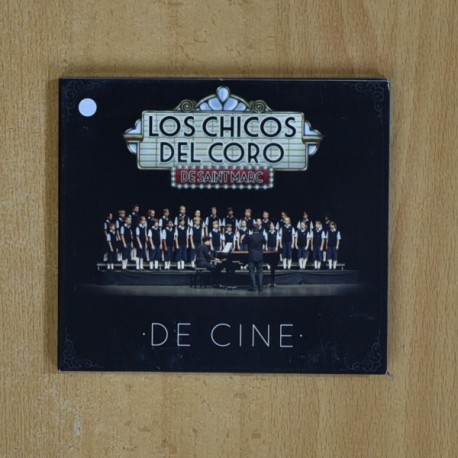 LOS CHICOS
DEL CORO
DE SAINT MARC
·DE CINE·